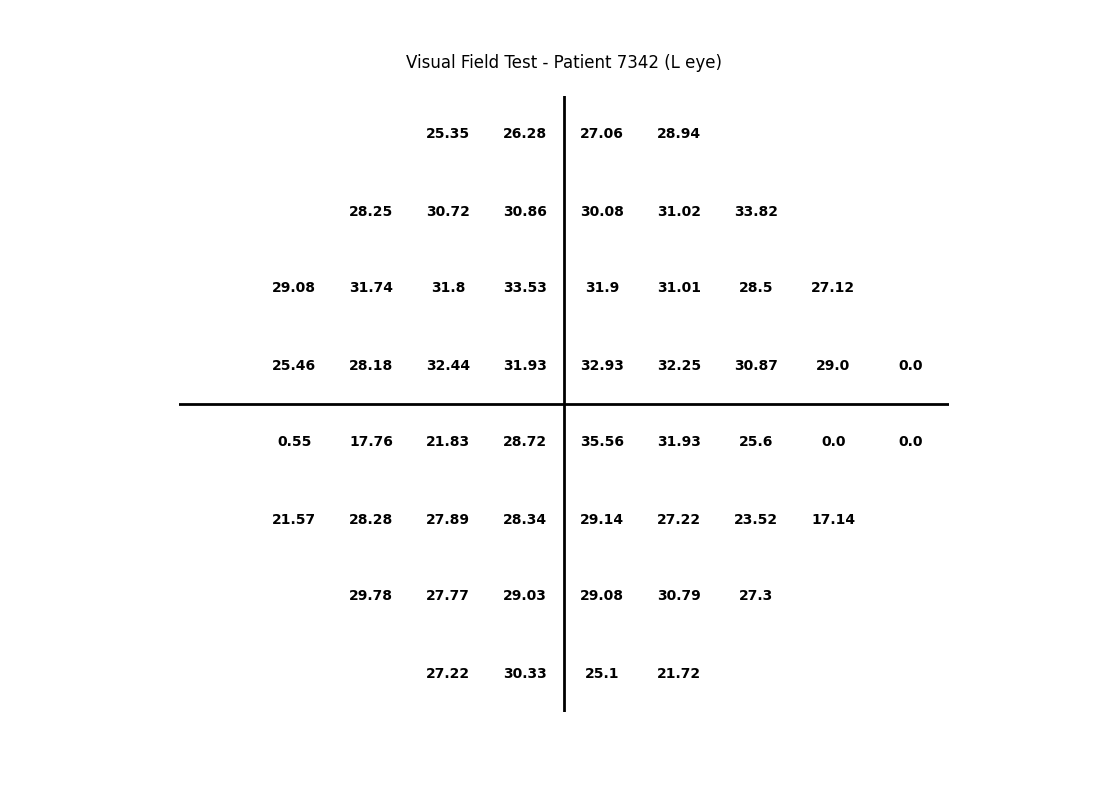 Visual Field Test - Patient 7342 (L eye)
25.35 26.28 27.06 28.94
28.25 30.72 30.86 30.08 31.02 33.82
29.08 31.74 31.8 33.53 31.9 31.01 28.5 27.12
25.46 28.18 32.44 31.93 32.93 32.25 30.87 29.0 0.0
0.55 17.76 21.83 28.72 35.56 31.93 25.6 0.0 0.0
21.57 28.28 27.89 28.34 29.14 27.22 23.52 17.14
29.78 27.77 29.03 29.08 30.79 27.3
27.22 30.33 25.1 21.72